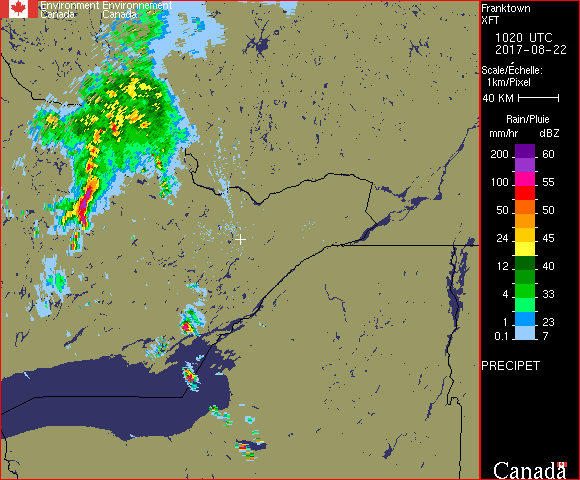 Environment Environnement
Canada Canada
Franktown
XFT
1020 UTC
2017-08-22
Scale/Échelle:
1km/Pixel
40 KM
Rain/Pluie
mm/hr dBZ
200 60
100 55
50 50
24 45
12 40
8 33
4 33
1 23
0.1 7
PRECIPET
Canada